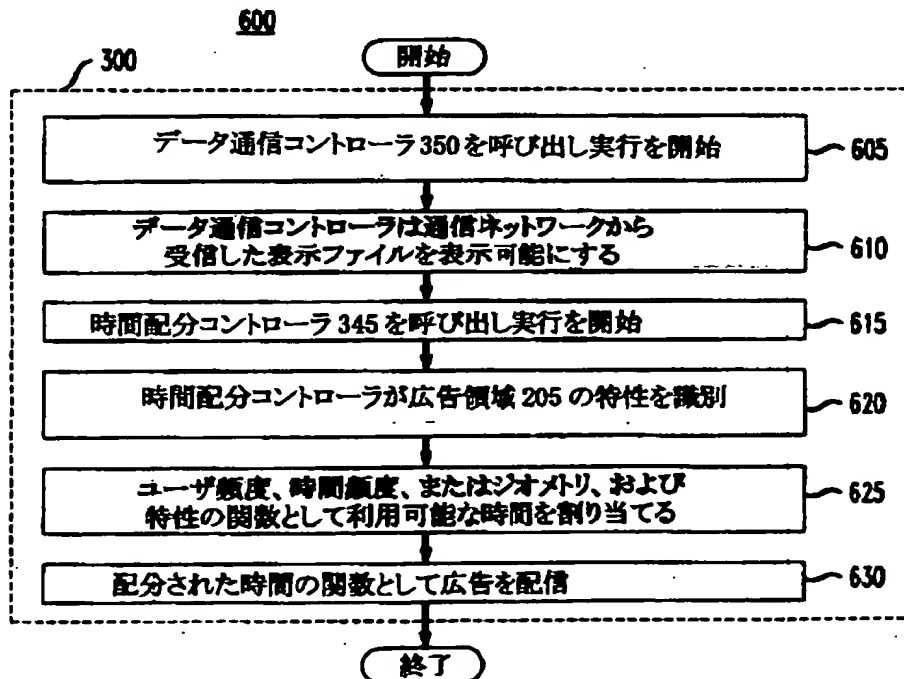 600
300
開始
データ通信コントローラ350を呼び出し実行を開始
605
データ通信コントローラは通信ネットワークから
受信した表示ファイルを表示可能にする
610
時間配分コントローラ345を呼び出し実行を開始
615
時間配分コントローラが広告領域205の特性を識別
620
ユーザ頻度、時間頻度、またはジオメトリ、および
特性の関数として利用可能な時間を割り当てる
625
配分された時間の関数として広告を配信
630
終了